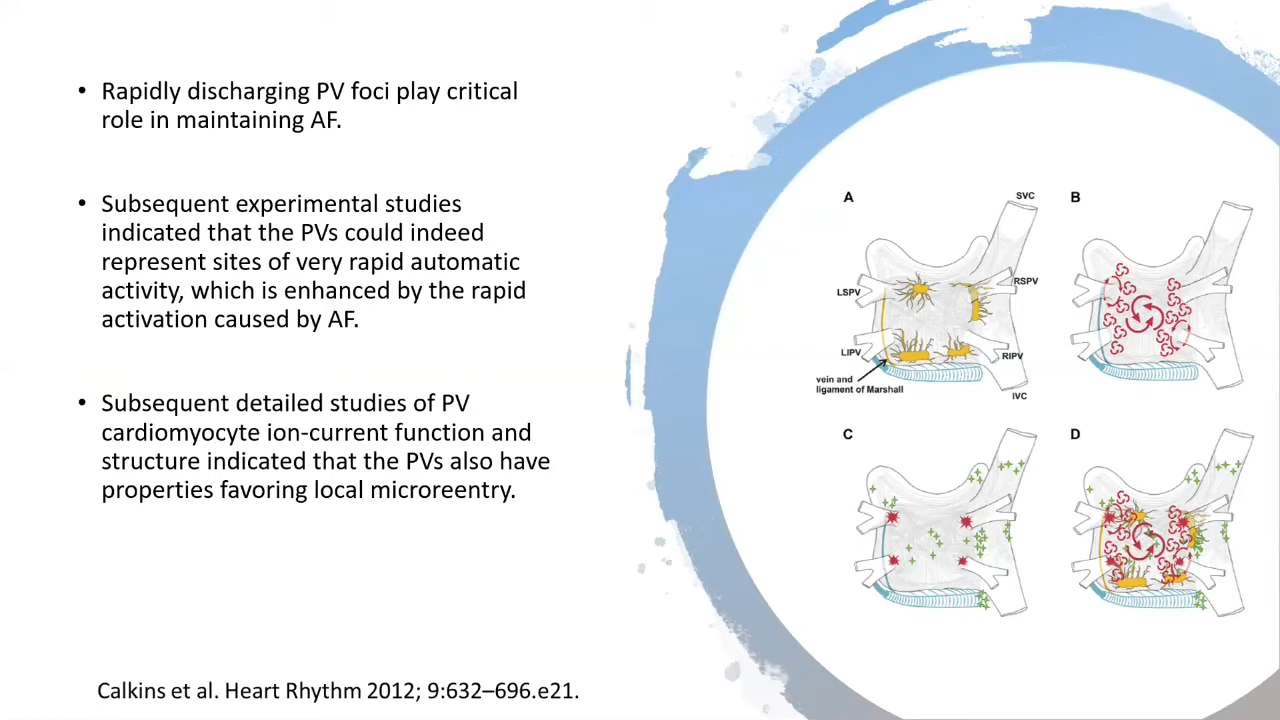 • Rapidly discharging PV foci play critical
role in maintaining AF.
• Subsequent experimental studies
indicated that the PVs could indeed
represent sites of very rapid automatic
activity, which is enhanced by the rapid
activation caused by AF.
• Subsequent detailed studies of PV
cardiomyocyte ion-current function and
structure indicated that the PVs also have
properties favoring local microreentry.
Calkins et al. Heart Rhythm 2012; 9:632–696.e21.
A
SVC
B
LSPV
RSPV
LIPV
RIPV
vein and
ligament of Marshall
IVC
C
D